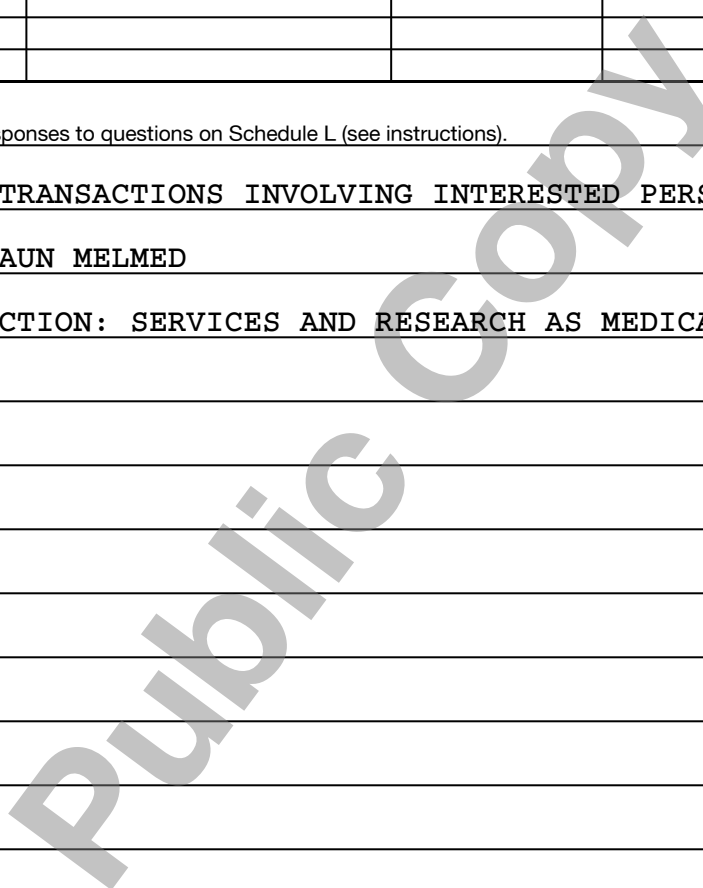 sponses to questions on Schedule L (see instructions).
TRANSACTIONS INVOLVING INTERESTED PERS
AUN MELMED
CTION: SERVICES AND RESEARCH AS MEDICA
Public Copy